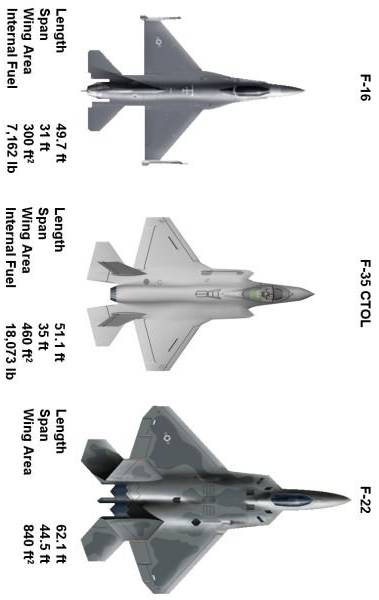 F-16
Length 49.7 ft
Span 31 ft
Wing Area 300 ft²
Internal Fuel 7,162 lb
F-35 CTOL
Length 51.1 ft
Span 35 ft
Wing Area 460 ft²
Internal Fuel 18,073 lb
F-22
Length 62.1 ft
Span 44.5 ft
Wing Area 840 ft²